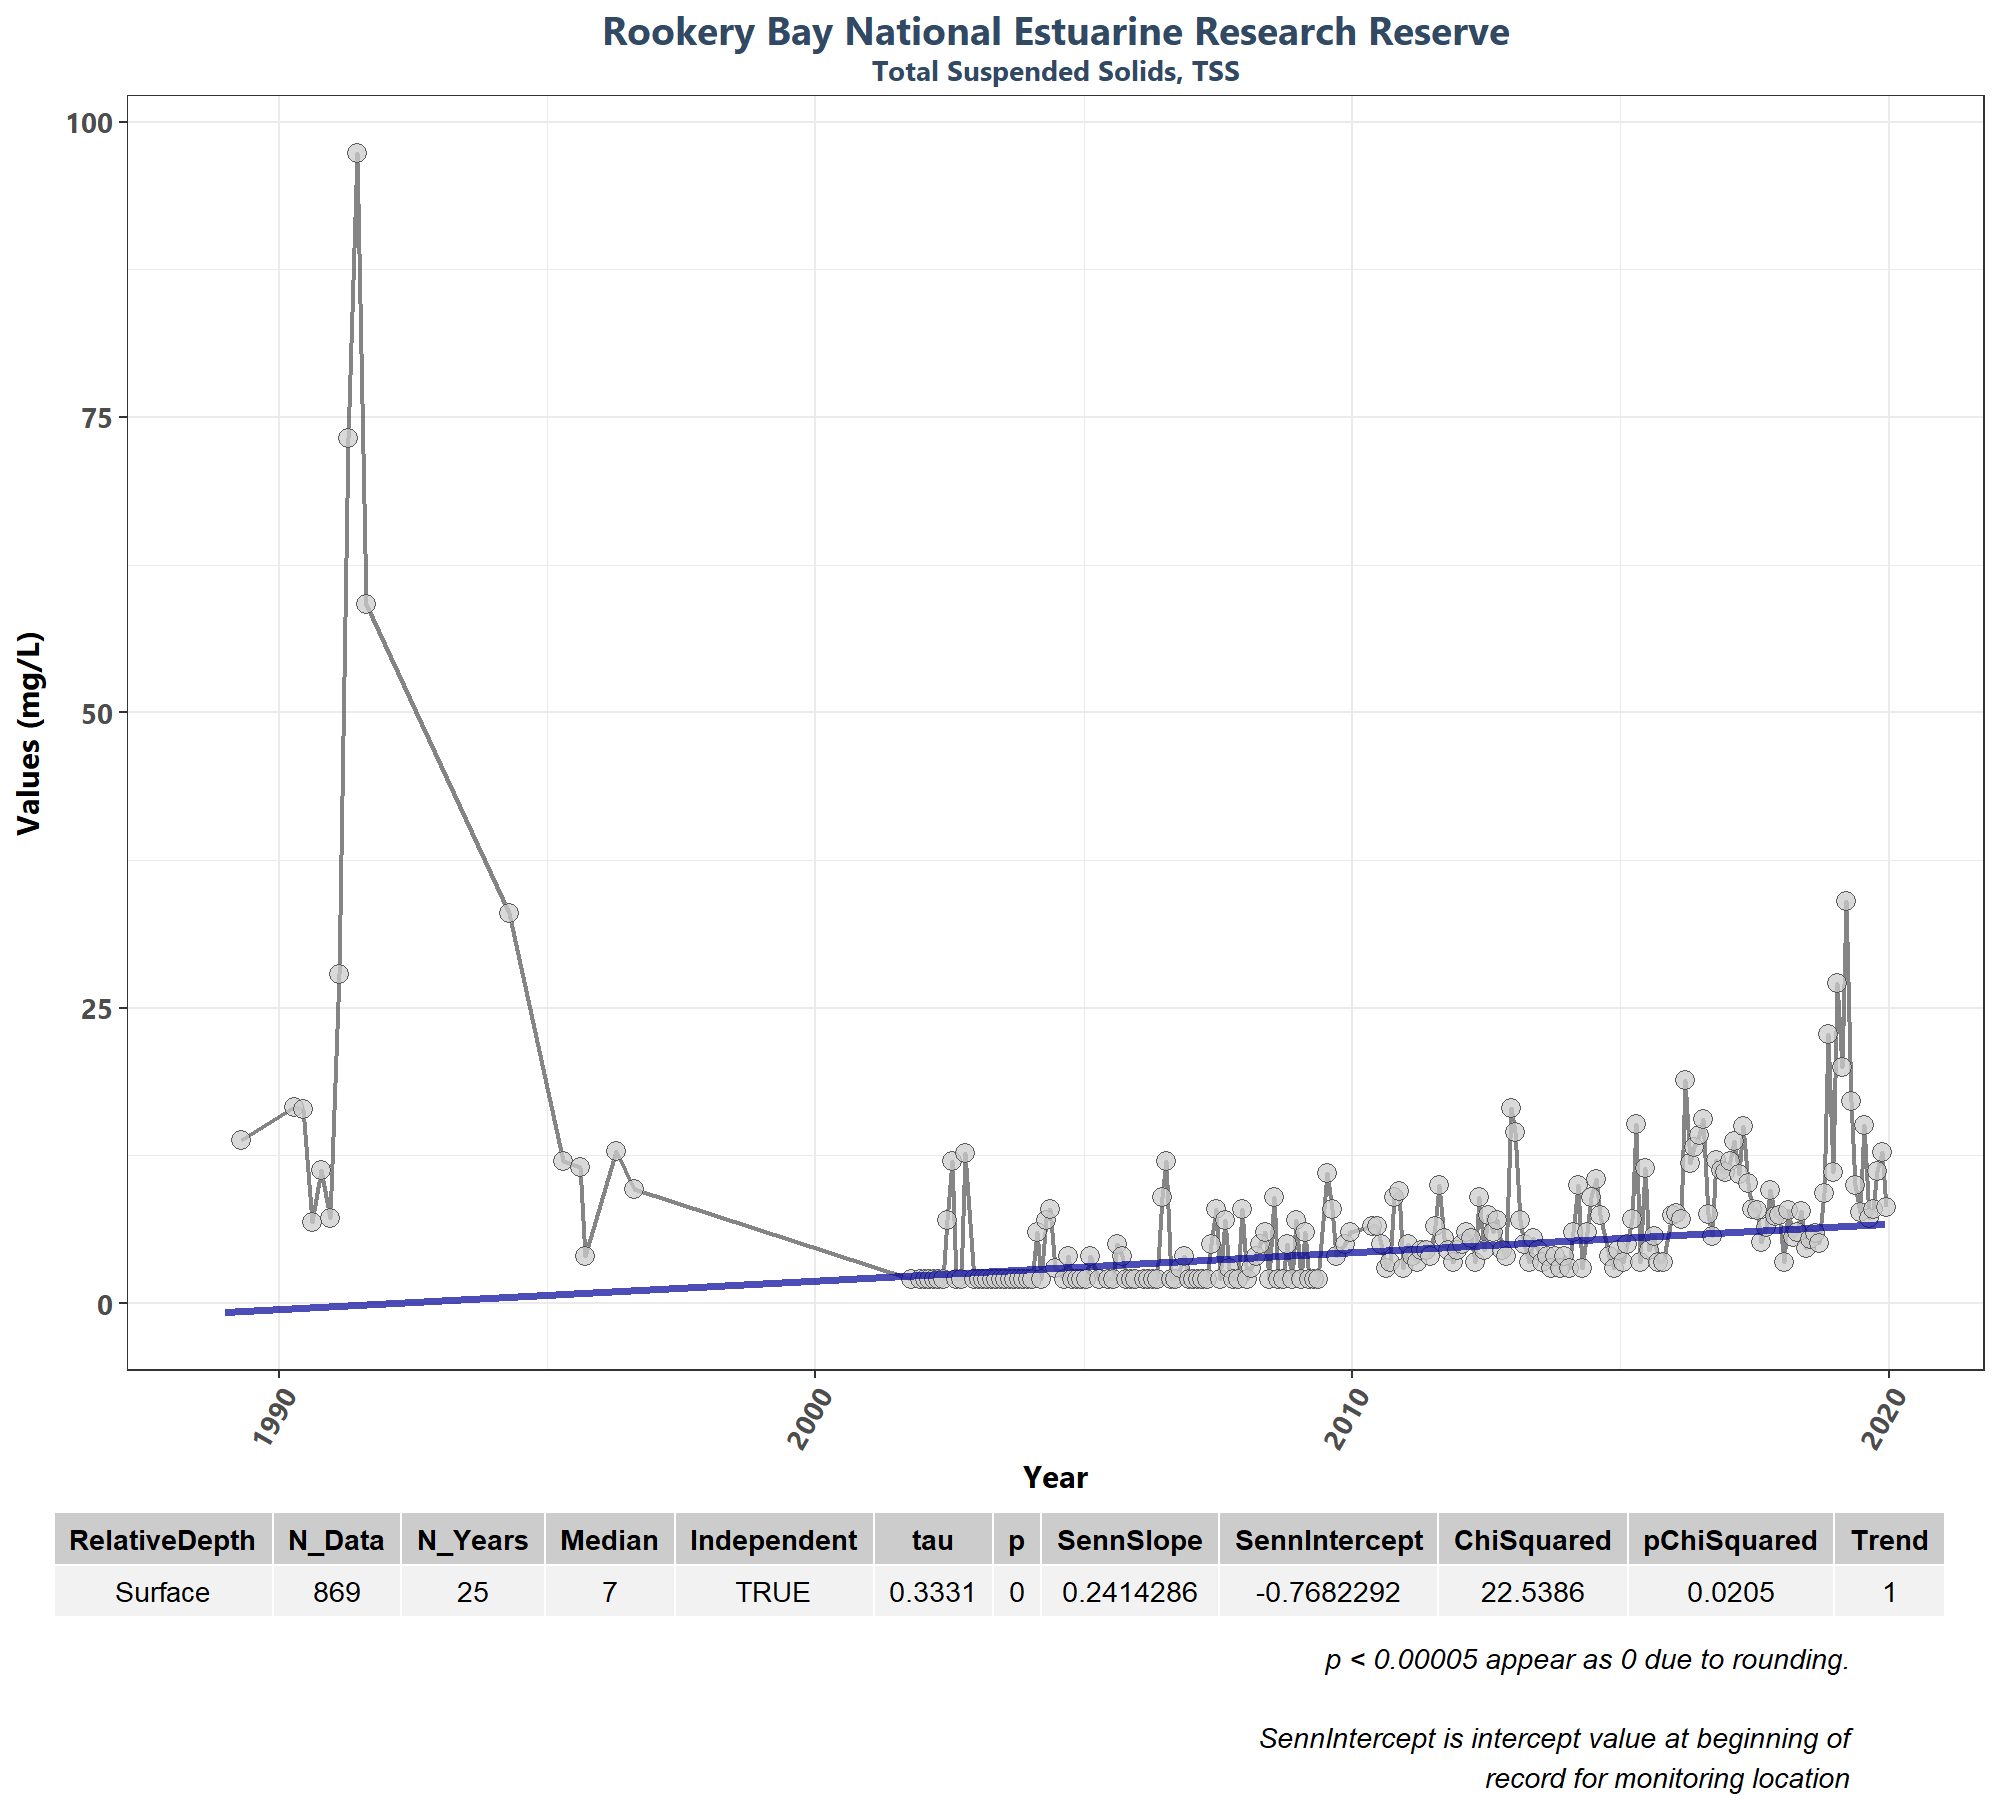 Rookery Bay National Estuarine Research Reserve
Total Suspended Solids, TSS
100
75
50
25
0
Values (mg/L)
1990 2000 2010 2020
Year
RelativeDepth N_Data N_Years Median Independent tau p SennSlope SennIntercept ChiSquared pChiSquared Trend
Surface 869 25 7 TRUE 0.3331 0 0.2414286 -0.7682292 22.5386 0.0205 1
p < 0.00005 appear as 0 due to rounding.
SennIntercept is intercept value at beginning of
record for monitoring location